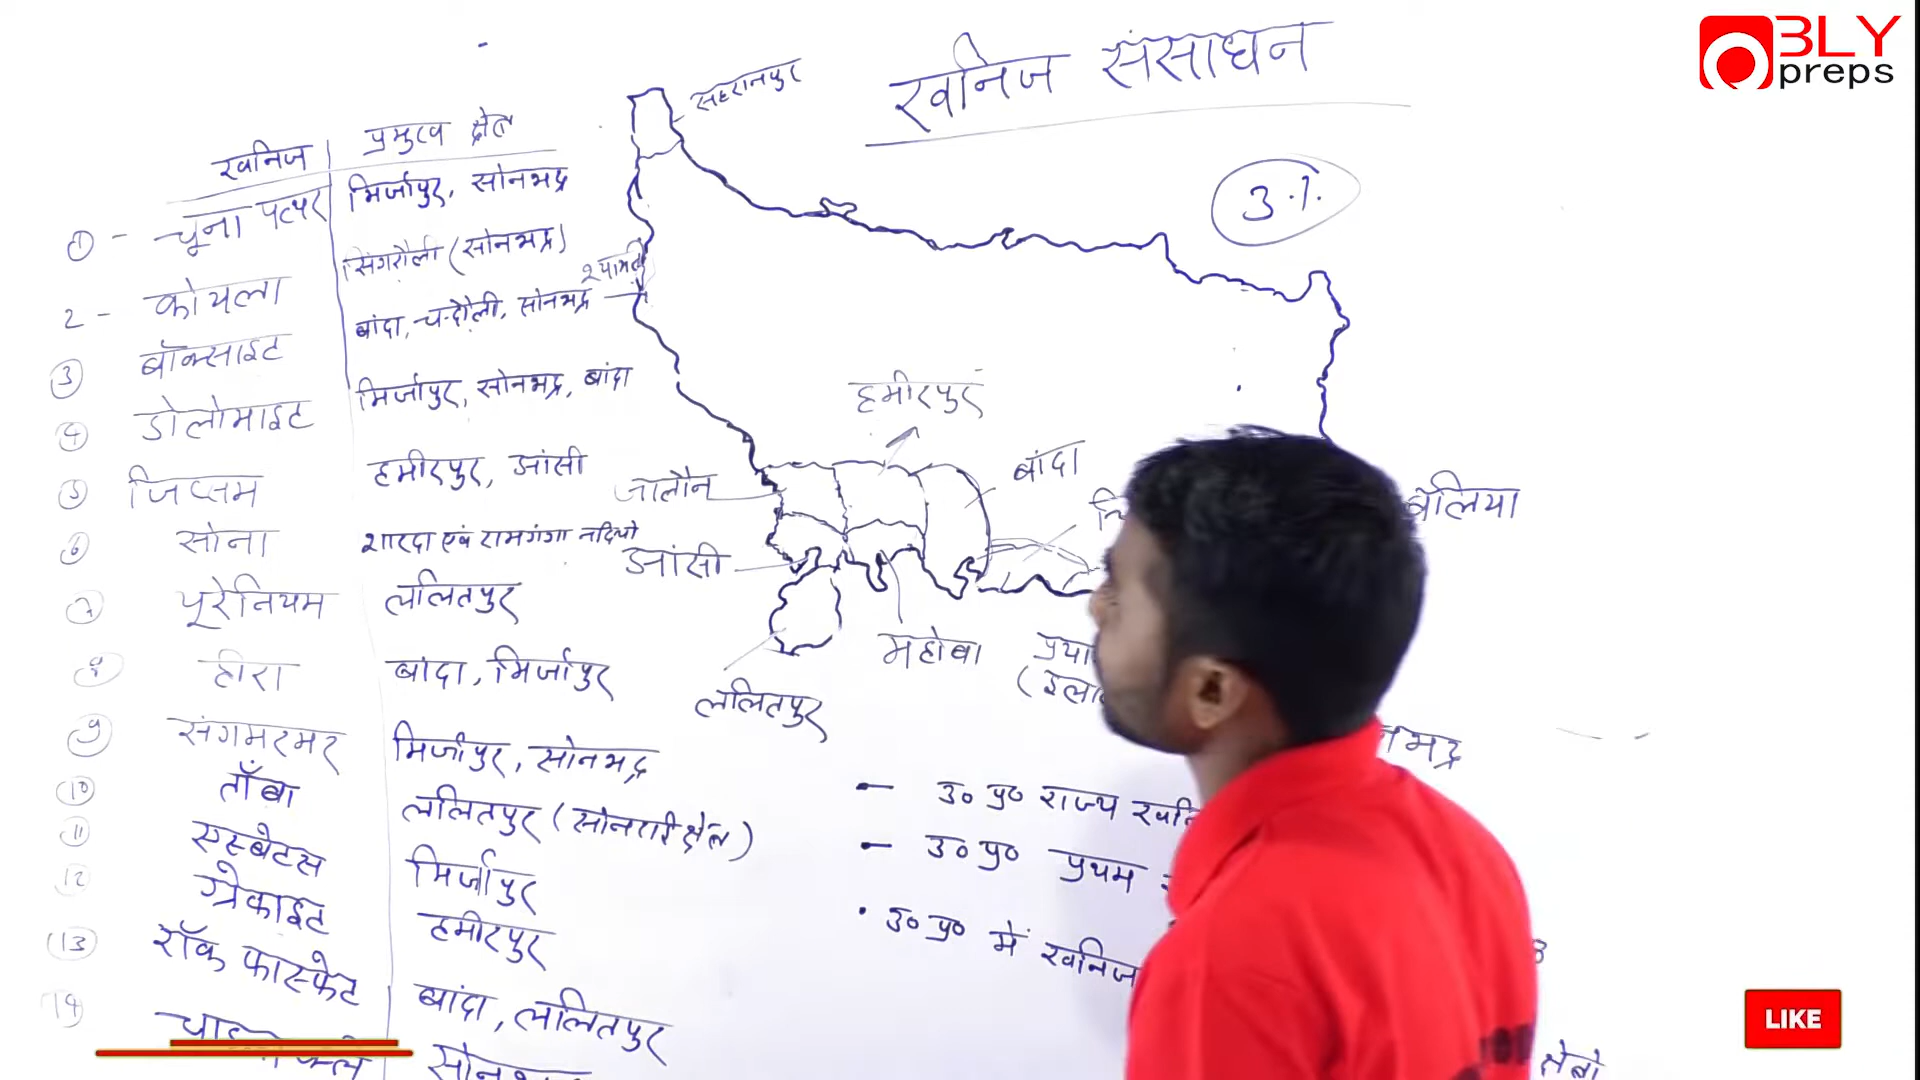 खनिज संसाधन
3LY
preps
सहारनपुर
3.1.
खनिज | प्रमुख क्षेत्र
① - चूना पत्थर मिर्जापुर, सोनभद्र
2 - कोयला सिंगरौली (सोनभद्र)
③ बॉक्साइट बांदा, चन्दौली, सोनभद्र
④ डोलोमाइट मिर्जापुर, सोनभद्र, बांदा
⑤ जिप्सम हमीरपुर, झांसी
⑥ सोना शारदा एवं रामगंगा नदियो
⑦ यूरेनियम ललितपुर
⑧ हीरा बांदा, मिर्जापुर
⑨ संगमरमर मिर्जापुर, सोनभद्र
⑩ ताँबा ललितपुर (सोनराई क्षेत्र)
⑪ एस्बेटस मिर्जापुर
12 ग्रेफाइट हमीरपुर
(13) रॉक फास्फेट बांदा, ललितपुर
(14)
हमीरपुर
बांदा
जालौन
झांसी
बलिया
महोबा
ललितपुर
- उ० प्र० राज्य
- उ० प्र० प्रथम
• उ० प्र० में खनिज
LIKE